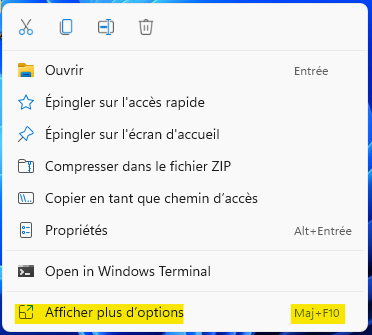 Ouvrir Entrée
Épingler sur l'accès rapide
Épingler sur l'écran d'accueil
Compresser dans le fichier ZIP
Copier en tant que chemin d’accès
Propriétés Alt+Entrée
Open in Windows Terminal
Afficher plus d’options Maj+F10